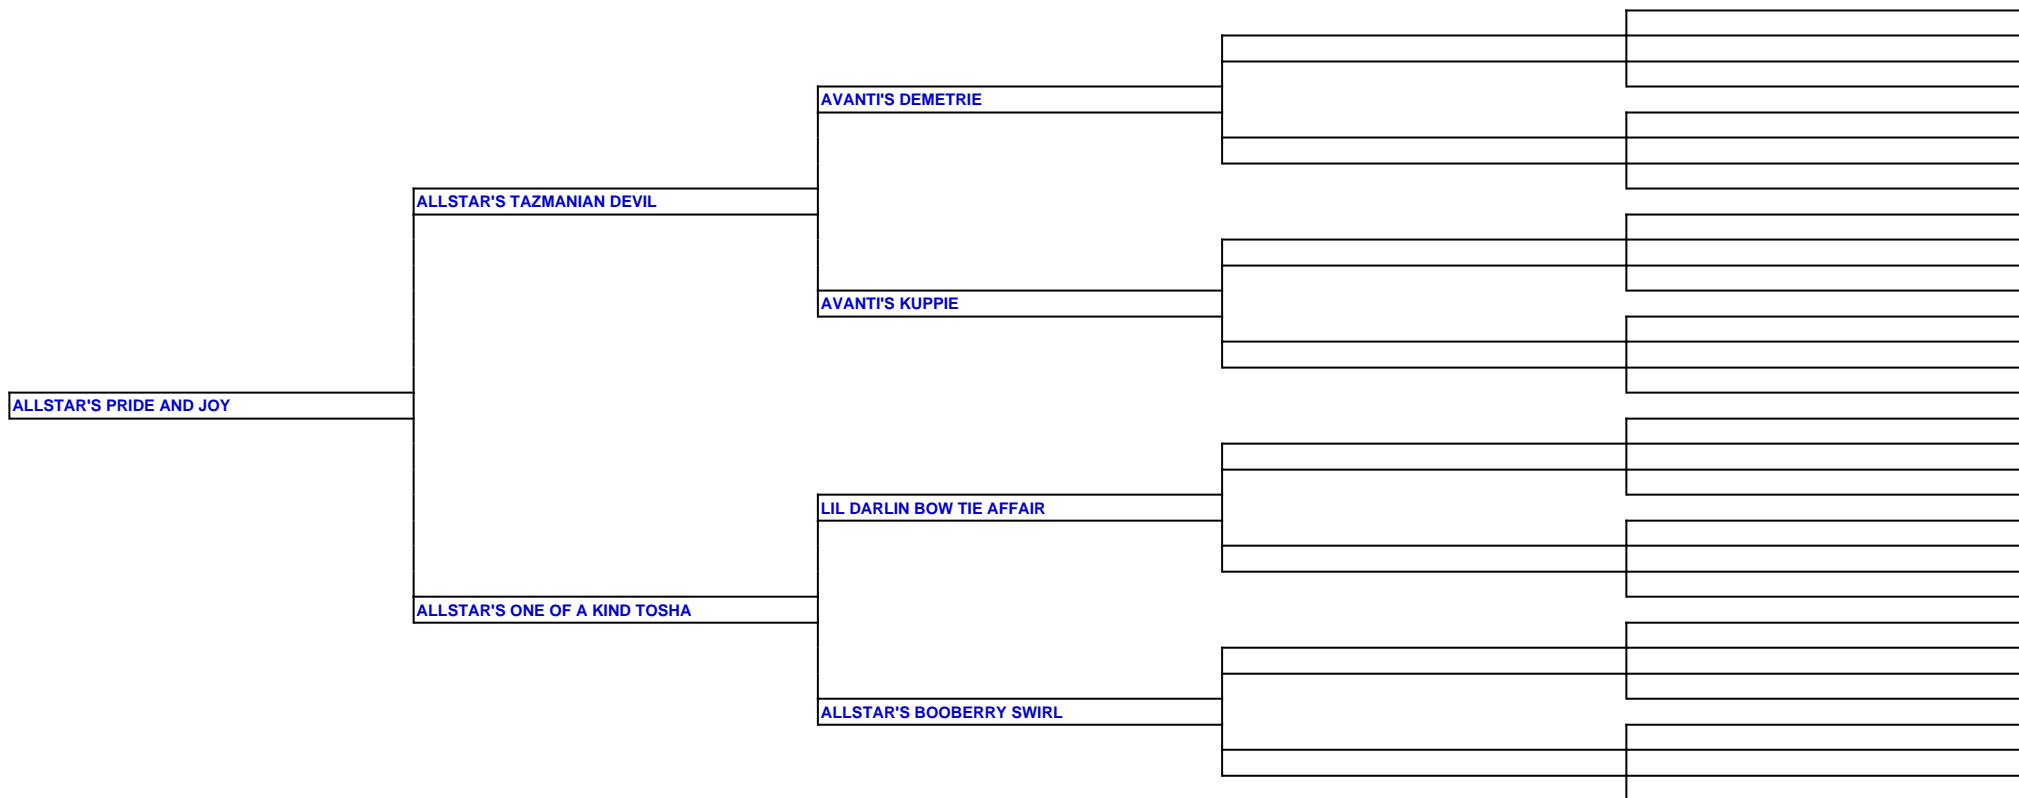 AVANTI'S DEMETRIE
ALLSTAR'S TAZMANIAN DEVIL
AVANTI'S KUPPIE
ALLSTAR'S PRIDE AND JOY
LIL DARLIN BOW TIE AFFAIR
ALLSTAR'S ONE OF A KIND TOSHA
ALLSTAR'S BOOBERRY SWIRL